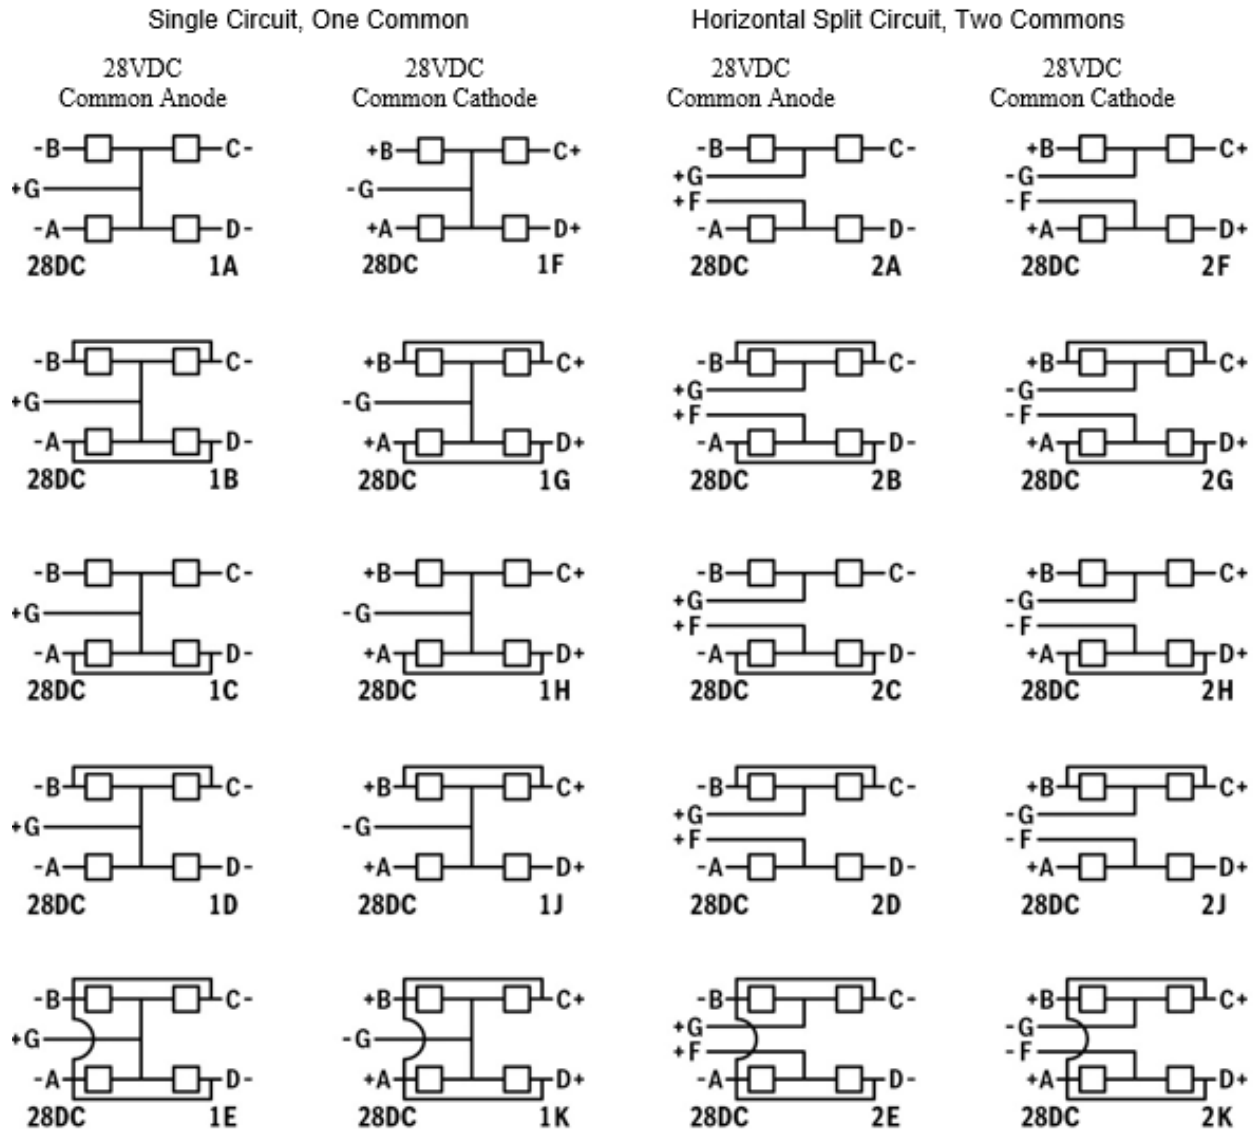 Single Circuit, One Common
Horizontal Split Circuit, Two Commons
28VDC
Common Anode
28VDC
Common Cathode
28VDC
Common Anode
28VDC
Common Cathode
-B C-
+G
-A D-
28DC 1A
+B C+
-G
+A D+
28DC 1F
-B C-
+G
+F
-A D-
28DC 2A
+B C+
-G
-F
+A D+
28DC 2F
-B C-
+G
-A D-
28DC 1B
+B C+
-G
+A D+
28DC 1G
-B C-
+G
+F
-A D-
28DC 2B
+B C+
-G
-F
+A D+
28DC 2G
-B C-
+G
-A D-
28DC 1C
+B C+
-G
+A D+
28DC 1H
-B C-
+G
+F
-A D-
28DC 2C
+B C+
-G
-F
+A D+
28DC 2H
-B C-
+G
-A D-
28DC 1D
+B C+
-G
+A D+
28DC 1J
-B C-
+G
+F
-A D-
28DC 2D
+B C+
-G
-F
+A D+
28DC 2J
-B C-
+G
-A D-
28DC 1E
+B C+
-G
+A D+
28DC 1K
-B C-
+G
+F
-A D-
28DC 2E
+B C+
-G
-F
+A D+
28DC 2K